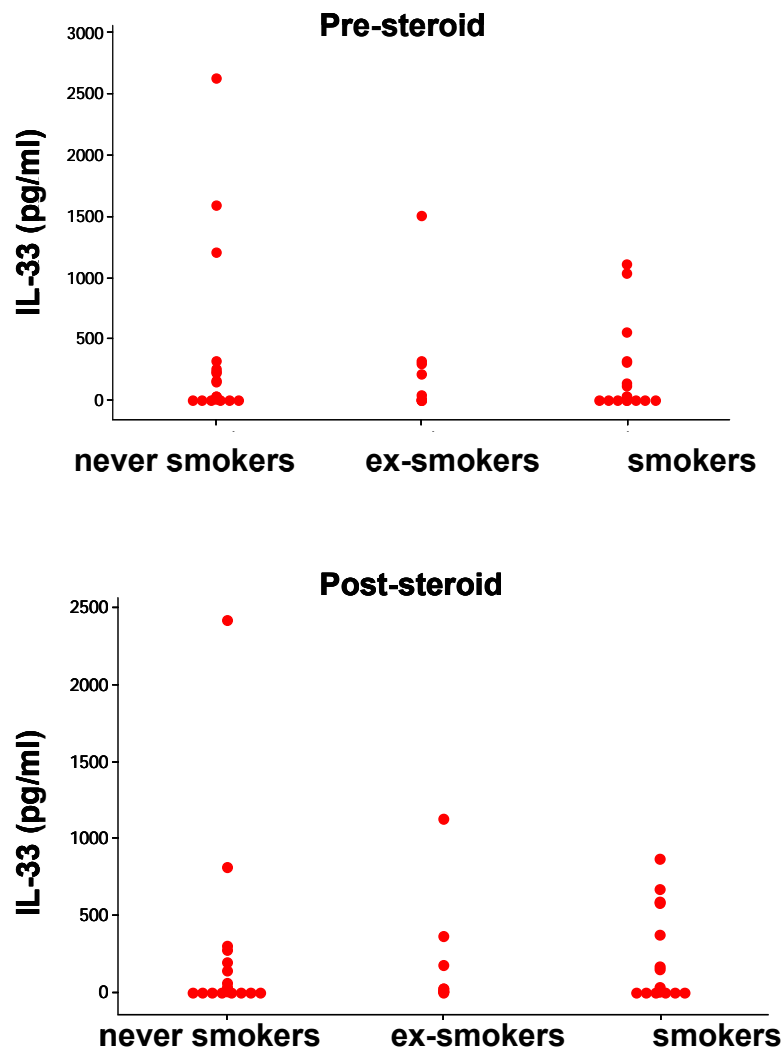 Pre-steroid
3000
2500
2000
1500
1000
500
0
IL-33 (pg/ml)
never smokers ex-smokers smokers
Post-steroid
2500
2000
1500
1000
500
0
IL-33 (pg/ml)
never smokers ex-smokers smokers